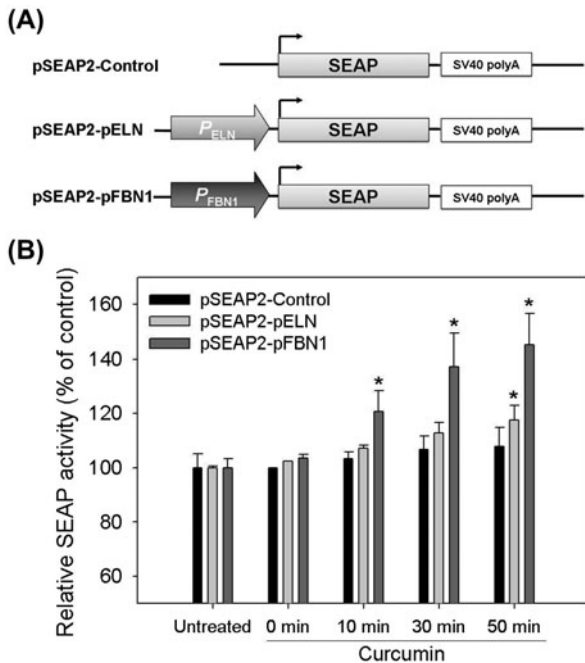 (A)
pSEAP2-Control
SEAP
SV40 polyA
pSEAP2-pELN
PELN
SEAP
SV40 polyA
pSEAP2-pFBN1
PFBN1
SEAP
SV40 polyA
(B)
Relative SEAP activity (% of control)
160
140
120
100
80
60
pSEAP2-Control
pSEAP2-pELN
pSEAP2-pFBN1
*
*
*
*
Untreated
0 min
10 min
30 min
50 min
Curcumin